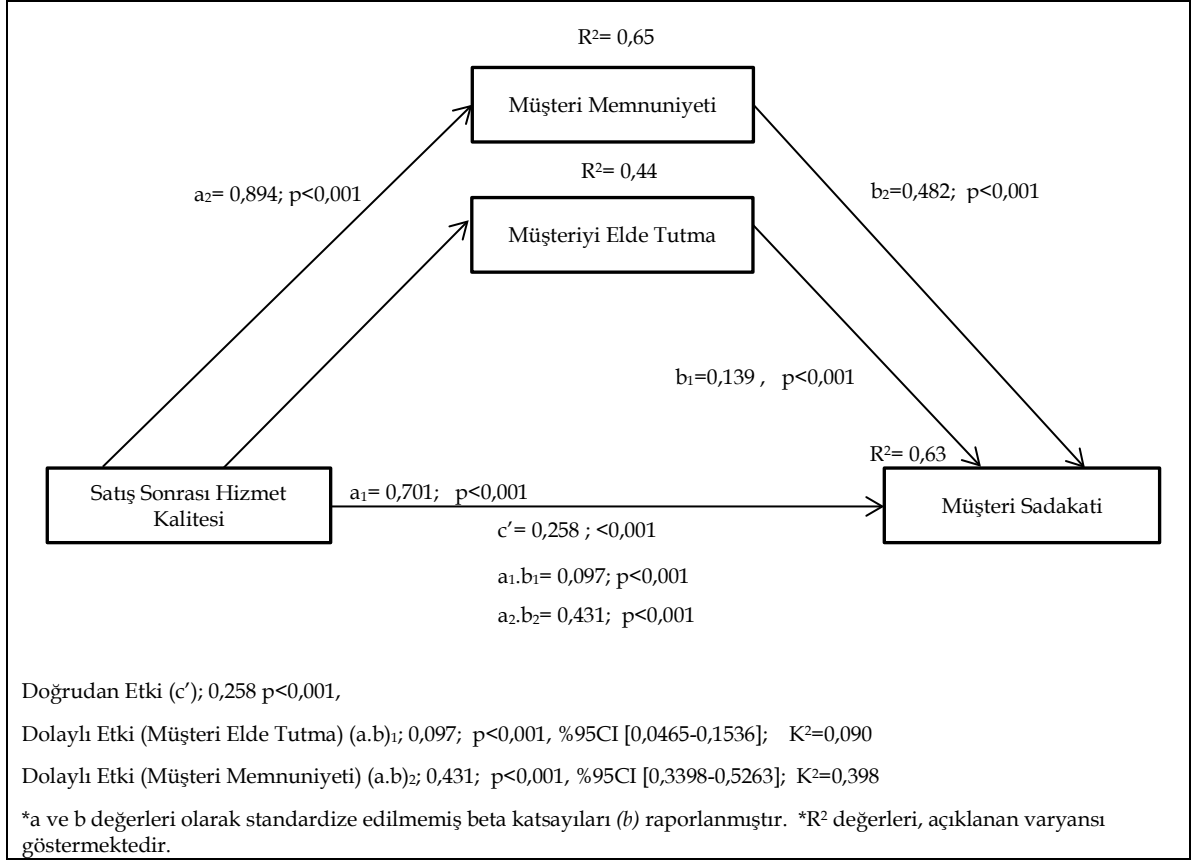 R²= 0,65
Müşteri Memnuniyeti
R²= 0,44
a₂= 0,894; p<0,001
b₂=0,482; p<0,001
Müşteriyi Elde Tutma
b₁=0,139 , p<0,001
R²= 0,63
Satış Sonrası Hizmet
Kalitesi
a₁= 0,701; p<0,001
Müşteri Sadakati
c′= 0,258 ; <0,001
a₁.b₁= 0,097; p<0,001
a₂.b₂= 0,431; p<0,001
Doğrudan Etki (c′); 0,258 p<0,001,
Dolaylı Etki (Müşteri Elde Tutma) (a.b)₁; 0,097; p<0,001, %95CI [0,0465-0,1536]; K²=0,090
Dolaylı Etki (Müşteri Memnuniyeti) (a.b)₂; 0,431; p<0,001, %95CI [0,3398-0,5263]; K²=0,398
*a ve b değerleri olarak standardize edilmemiş beta katsayıları (b) raporlanmıştır. *R² değerleri, açıklanan varyansı
göstermektedir.